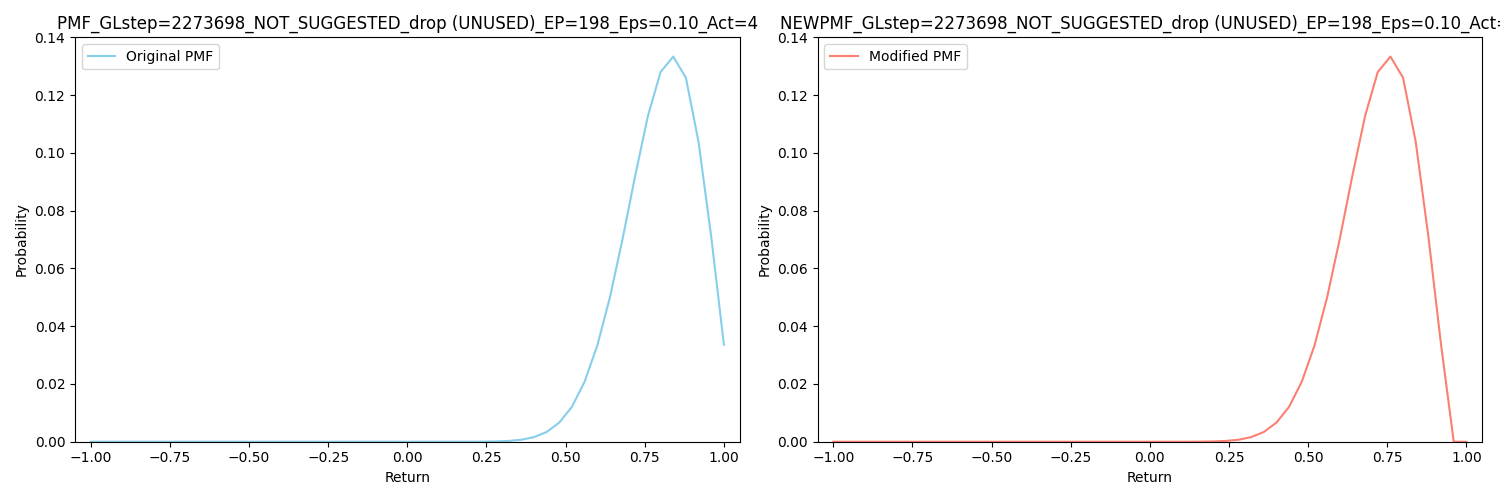 PMF_GLstep=2273698_NOT_SUGGESTED_drop (UNUSED)_EP=198_Eps=0.10_Act=4
Original PMF
0.14
0.12
0.10
0.08
0.06
0.04
0.02
0.00
Probability
−1.00 −0.75 −0.50 −0.25 0.00 0.25 0.50 0.75 1.00
Return
NEWPMF_GLstep=2273698_NOT_SUGGESTED_drop (UNUSED)_EP=198_Eps=0.10_Act=
Modified PMF
0.14
0.12
0.10
0.08
0.06
0.04
0.02
0.00
Probability
−1.00 −0.75 −0.50 −0.25 0.00 0.25 0.50 0.75 1.00
Return